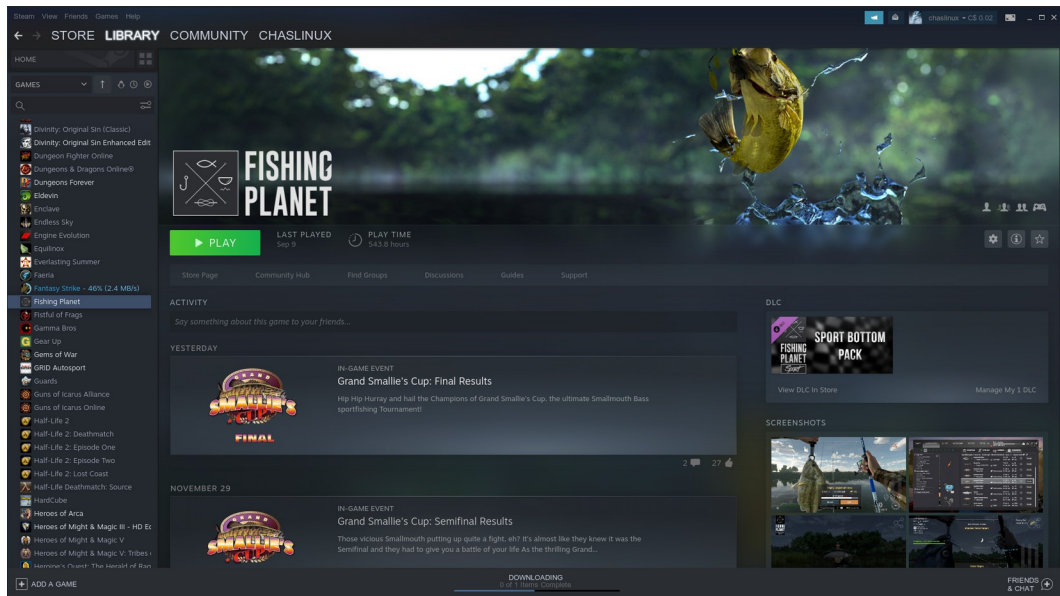 Steam View Friends Games Help
chaslinux C$ 0.02
STORE LIBRARY COMMUNITY CHASLINUX
HOME
GAMES
Divinity: Original Sin (Classic)
Divinity: Original Sin Enhanced Edit
Dungeon Fighter Online
Dungeons & Dragons Online®
Dungeons Forever
Eldevin
Enclave
Endless Sky
Engine Evolution
Equilinox
Everlasting Summer
Faeria
Fantasy Strike - 46% (2.4 MB/s)
Fishing Planet
Fistful of Frags
Gamma Bros
Gear Up
Gems of War
GRID Autosport
Guards
Guns of Icarus Alliance
Guns of Icarus Online
Half-Life 2
Half-Life 2: Deathmatch
Half-Life 2: Episode One
Half-Life 2: Episode Two
Half-Life 2: Lost Coast
Half-Life Deathmatch: Source
HardCube
Heroes of Arca
Heroes of Might & Magic III - HD Ed
Heroes of Might & Magic V
Heroes of Might & Magic V: Tribes
Heroine's Quest: The Herald of Rag
ADD A GAME
FISHING
PLANET
PLAY
LAST PLAYED
Sep 9
PLAY TIME
543.6 hours
Store Page Community Hub Find Groups Discussions Guides Support
ACTIVITY
Say something about this game to your friends...
YESTERDAY
GRAND
SMALLIE'S
CUP
FINAL
IN-GAME EVENT
Grand Smallie's Cup: Final Results
Hip Hip Hurray and hail the Champions of Grand Smallie's Cup, the ultimate Smallmouth Bass
sportfishing Tournament!
2 27
NOVEMBER 29
GRAND
SMALLIE'S
IN-GAME EVENT
Grand Smallie's Cup: Semifinal Results
Those vicious Smallmouth putting up quite a fight, eh? It's almost like they knew it was the
Semifinal and they had to give you a battle of your life As the thrilling Grand...
DLC
FISHING
PLANET
Sport
SPORT BOTTOM
PACK
View DLC in Store
Manage My 1 DLC
SCREENSHOTS
DOWNLOADING
0 of 1 Items Complete
FRIENDS
& CHAT